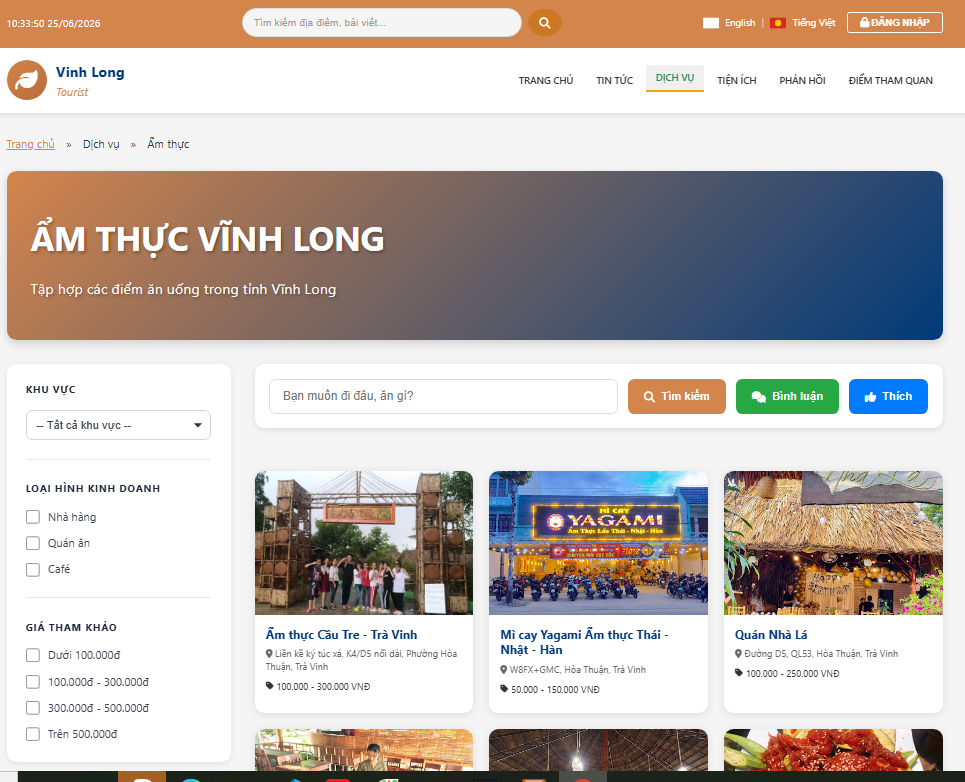 10:33:50 25/06/2026
Tìm kiếm địa điểm, bài viết...
English | Tiếng Việt
ĐĂNG NHẬP
Vinh Long
Tourist
TRANG CHỦ
TIN TỨC
DỊCH VỤ
TIỆN ÍCH
PHẢN HỒI
ĐIỂM THAM QUAN
Trang chủ » Dịch vụ » Ẩm thực
ẨM THỰC VĨNH LONG
Tập hợp các điểm ăn uống trong tỉnh Vĩnh Long
KHU VỰC
-- Tất cả khu vực --
LOẠI HÌNH KINH DOANH
Nhà hàng
Quán ăn
Café
GIÁ THAM KHẢO
Dưới 100.000đ
100.000đ - 300.000đ
300.000đ - 500.000đ
Trên 500.000đ
Bạn muốn đi đâu, ăn gì?
Tìm kiếm
Bình luận
Thích
Ẩm thực Cầu Tre - Trà Vinh
Liền kề ký túc xá, K4/D5 nối dài, Phường Hòa
Thuận, Trà Vinh
100.000 - 300.000 VNĐ
MÌ CAY
YAGAMI
Ẩm Thực Lẩu Thái - Nhật - Hàn
Mì cay Yagami Ẩm thực Thái -
Nhật - Hàn
W8FX+GMC, Hòa Thuận, Trà Vinh
50.000 - 150.000 VNĐ
HAPPY
BIRTHDAY
Quán Nhà Lá
Đường D5, QL53, Hòa Thuận, Trà Vinh
100.000 - 250.000 VNĐ